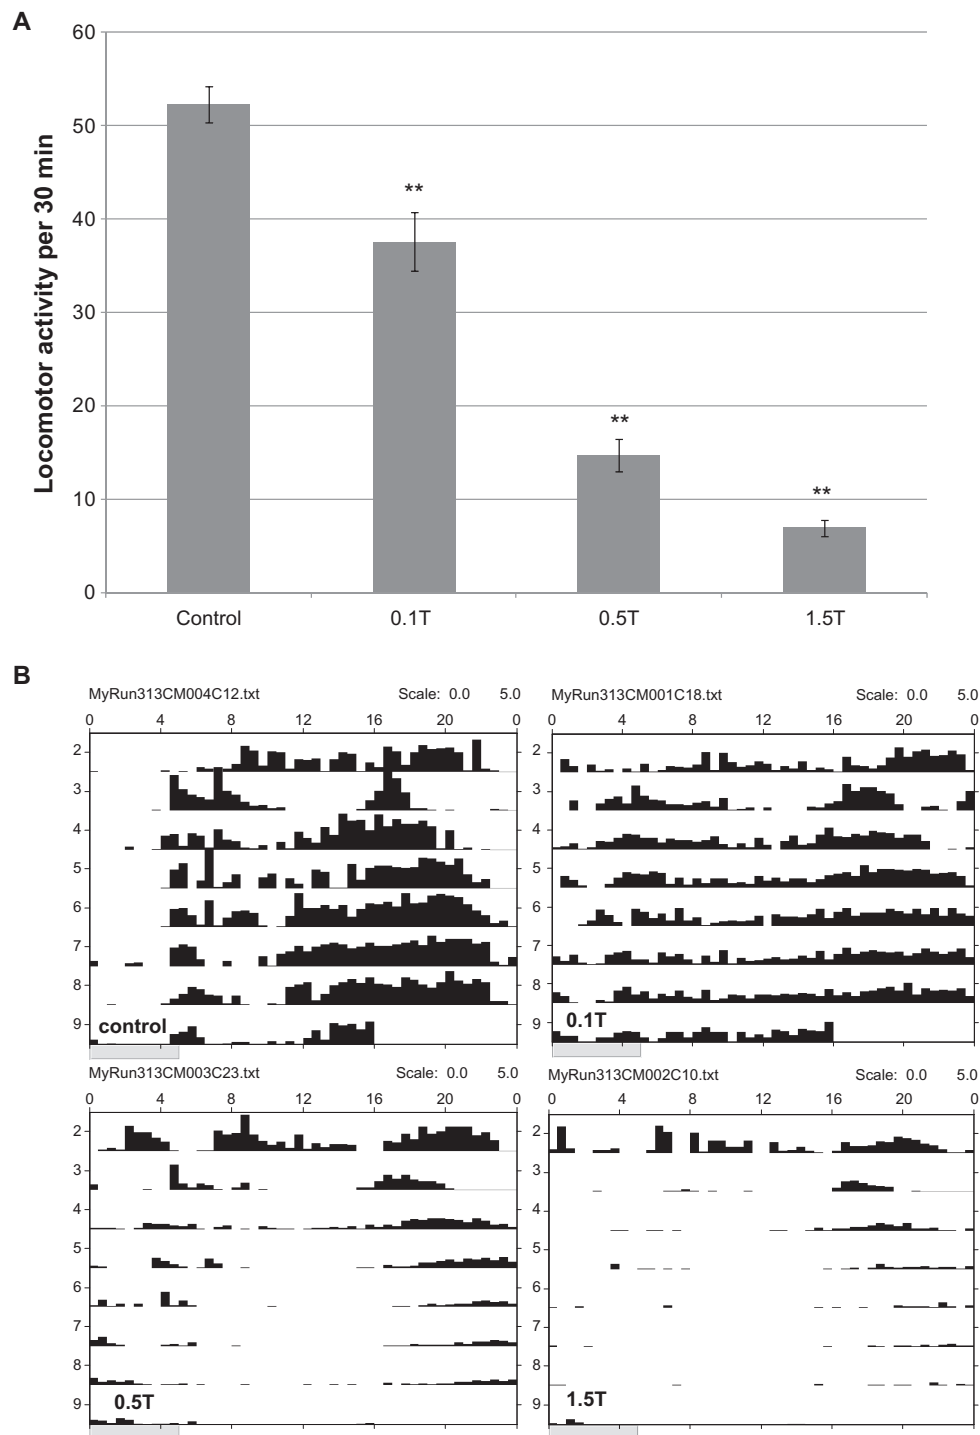 A
Locomotor activity per 30 min
60
50
40
30
20
10
0
**
**
**
Control 0.1T 0.5T 1.5T
B
MyRun313CM004C12.txt Scale: 0.0 5.0
0 4 8 12 16 20 0
2
3
4
5
6
7
8
9
control
MyRun313CM001C18.txt Scale: 0.0 5.0
0 4 8 12 16 20 0
2
3
4
5
6
7
8
9
0.1T
MyRun313CM003C23.txt Scale: 0.0 5.0
0 4 8 12 16 20 0
2
3
4
5
6
7
8
9
0.5T
MyRun313CM002C10.txt Scale: 0.0 5.0
0 4 8 12 16 20 0
2
3
4
5
6
7
8
9
1.5T